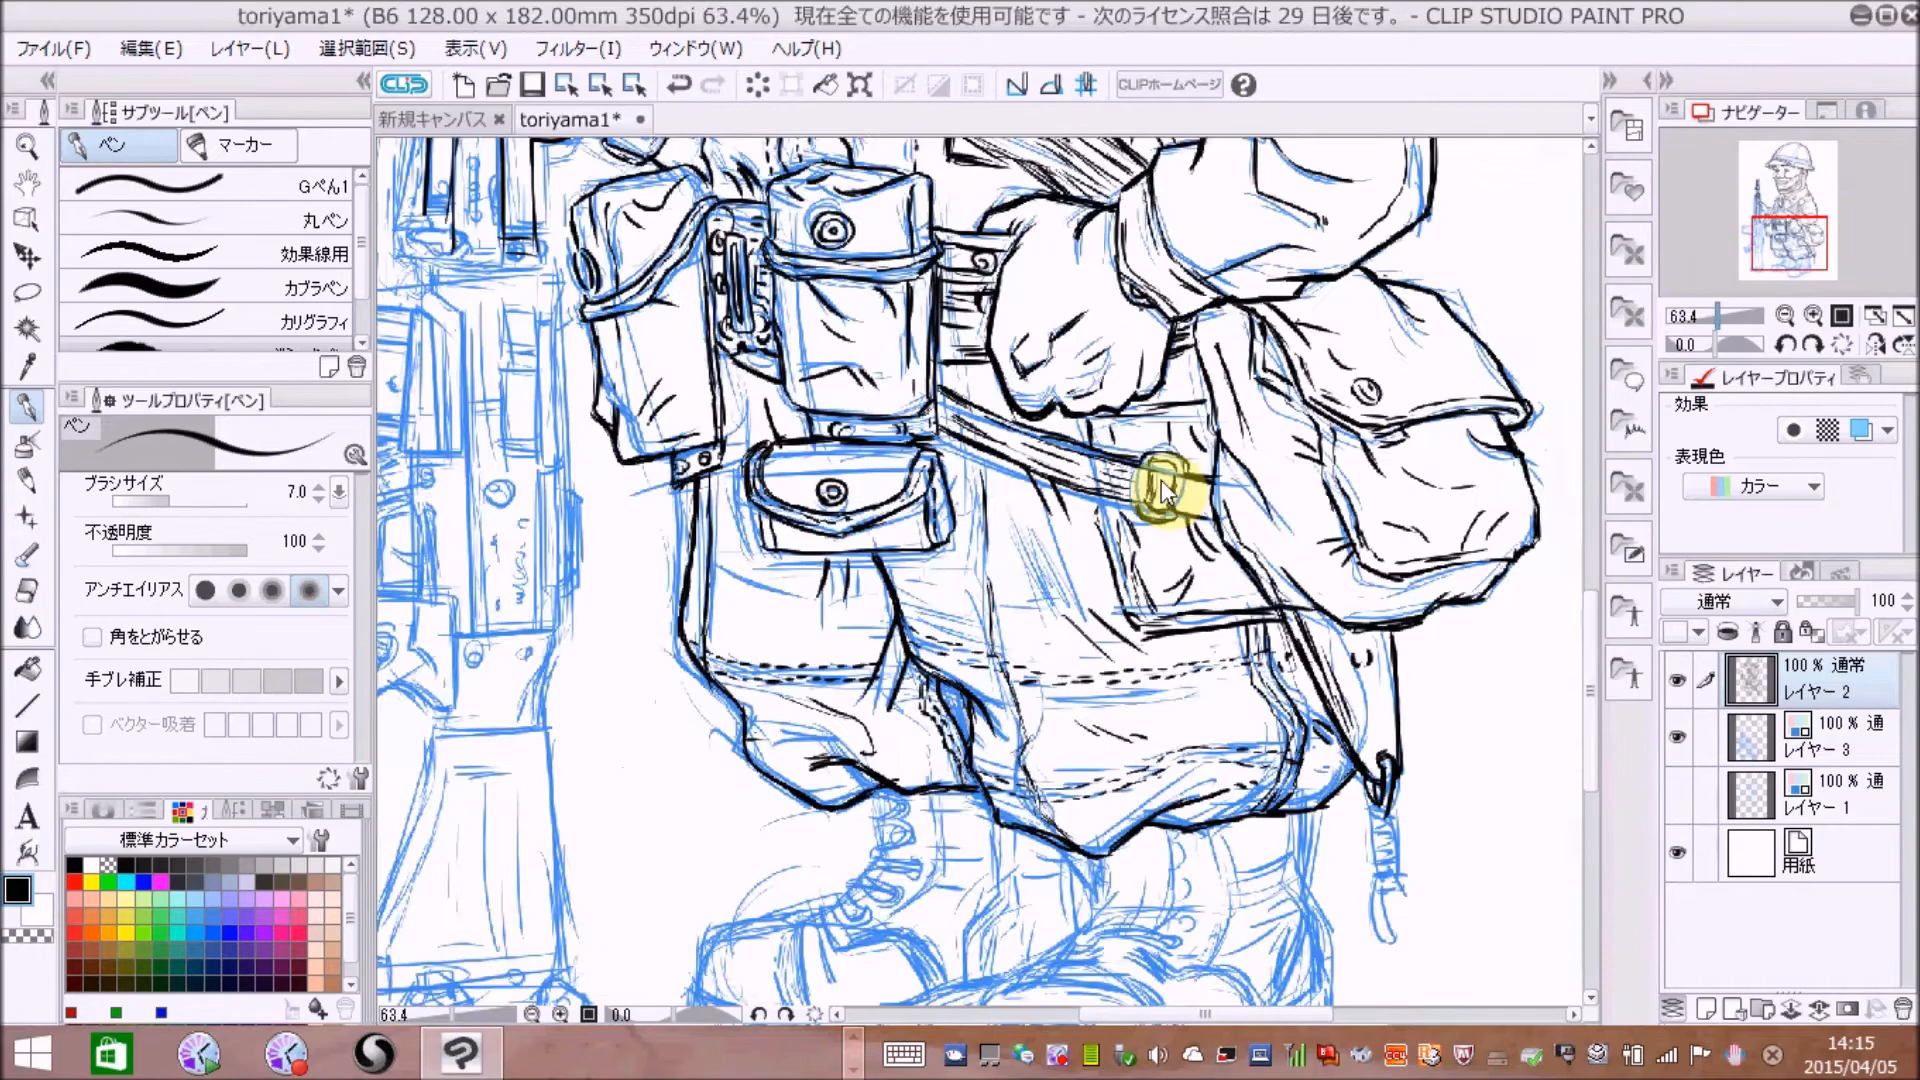 toriyama1* (B6 128.00 x 182.00mm 350dpi 63.4%) 現在全ての機能を使用可能です - 次のライセンス照合は 29 日後です。 - CLIP STUDIO PAINT PRO
ファイル(F) 編集(E) レイヤー(L) 選択範囲(S) 表示(V) フィルター(I) ウィンドウ(W) ヘルプ(H)
CLIP CLIPホームページ
新規キャンバス toriyama1*
サブツール[ペン]
ペン マーカー
Gぺん1
丸ペン
効果線用
カブラペン
カリグラフィ
ツールプロパティ[ペン]
ペン
ブラシサイズ 7.0
不透明度 100
アンチエイリアス
角をとがらせる
手ブレ補正
ベクター吸着
標準カラーセット
63.4 0.0
ナビゲーター
63.4
0.0
レイヤープロパティ
効果
表現色
カラー
レイヤー
通常 100
100 % 通常
レイヤー 2
100 % 通
レイヤー 3
100 % 通
レイヤー 1
用紙
14:15
2015/04/05